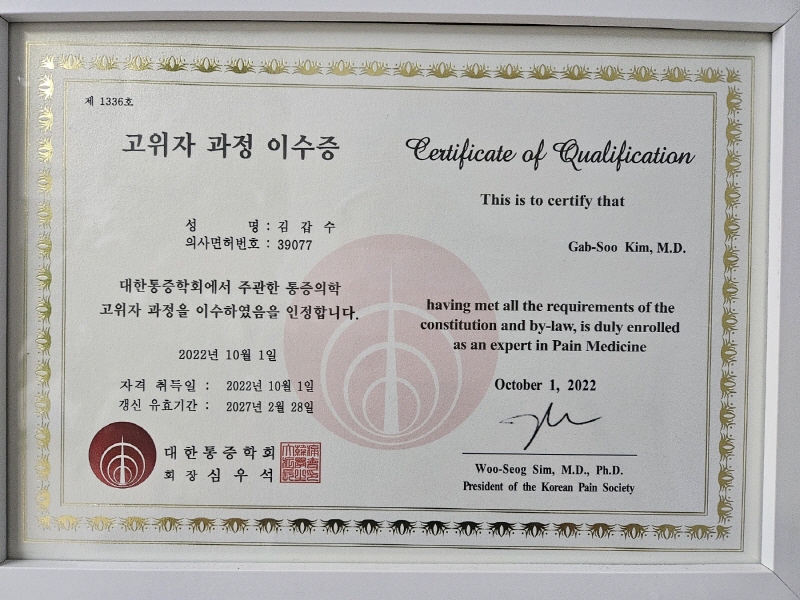 제 1336호
고위자 과정 이수증
성 명 : 김 갑 수
의사면허번호 : 39077
대한통증학회에서 주관한 통증의학
고위자 과정을 이수하였음을 인정합니다.
2022년 10월 1일
자격 취득일 : 2022년 10월 1일
갱신 유효기간 : 2027년 2월 28일
대한통증학회
회 장 심 우 석
Certificate of Qualification
This is to certify that
Gab-Soo Kim, M.D.
having met all the requirements of the
constitution and by-law, is duly enrolled
as an expert in Pain Medicine
October 1, 2022
Woo-Seog Sim, M.D., Ph.D.
President of the Korean Pain Society